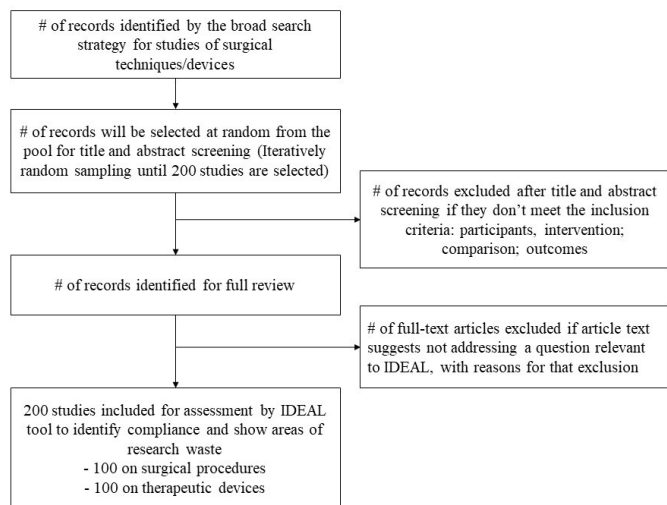 # of records identified by the broad search
strategy for studies of surgical
techniques/devices
# of records will be selected at random from the
pool for title and abstract screening (Iteratively
random sampling until 200 studies are selected)
# of records excluded after title and abstract
screening if they don’t meet the inclusion
criteria: participants, intervention;
comparison; outcomes
# of records identified for full review
# of full-text articles excluded if article text
suggests not addressing a question relevant
to IDEAL, with reasons for that exclusion
200 studies included for assessment by IDEAL
tool to identify compliance and show areas of
research waste
- 100 on surgical procedures
- 100 on therapeutic devices